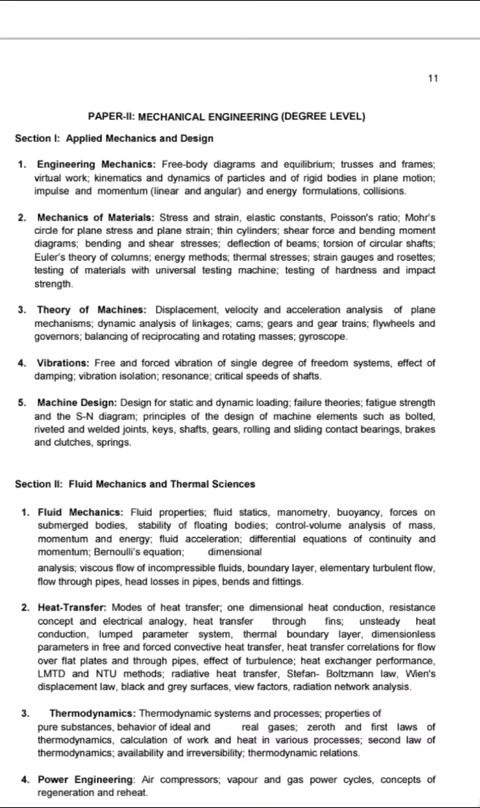 11
PAPER-II: MECHANICAL ENGINEERING (DEGREE LEVEL)
Section I: Applied Mechanics and Design
1. Engineering Mechanics: Free-body diagrams and equilibrium; trusses and frames;
virtual work; kinematics and dynamics of particles and of rigid bodies in plane motion;
impulse and momentum (linear and angular) and energy formulations, collisions.
2. Mechanics of Materials: Stress and strain, elastic constants, Poisson's ratio; Mohr's
circle for plane stress and plane strain; thin cylinders; shear force and bending moment
diagrams; bending and shear stresses; deflection of beams; torsion of circular shafts;
Euler's theory of columns; energy methods; thermal stresses; strain gauges and rosettes;
testing of materials with universal testing machine; testing of hardness and impact
strength.
3. Theory of Machines: Displacement, velocity and acceleration analysis of plane
mechanisms; dynamic analysis of linkages; cams; gears and gear trains; flywheels and
governors; balancing of reciprocating and rotating masses; gyroscope.
4. Vibrations: Free and forced vibration of single degree of freedom systems, effect of
damping; vibration isolation; resonance; critical speeds of shafts.
5. Machine Design: Design for static and dynamic loading; failure theories; fatigue strength
and the S-N diagram; principles of the design of machine elements such as bolted,
riveted and welded joints, keys, shafts, gears, rolling and sliding contact bearings, brakes
and clutches, springs.
Section II: Fluid Mechanics and Thermal Sciences
1. Fluid Mechanics: Fluid properties; fluid statics, manometry, buoyancy, forces on
submerged bodies, stability of floating bodies; control-volume analysis of mass,
momentum and energy; fluid acceleration; differential equations of continuity and
momentum; Bernoulli's equation; dimensional
analysis; viscous flow of incompressible fluids, boundary layer, elementary turbulent flow,
flow through pipes, head losses in pipes, bends and fittings.
2. Heat-Transfer: Modes of heat transfer; one dimensional heat conduction, resistance
concept and electrical analogy, heat transfer through fins; unsteady heat
conduction, lumped parameter system, thermal boundary layer, dimensionless
parameters in free and forced convective heat transfer, heat transfer correlations for flow
over flat plates and through pipes, effect of turbulence; heat exchanger performance,
LMTD and NTU methods; radiative heat transfer, Stefan- Boltzmann law, Wien's
displacement law, black and grey surfaces, view factors, radiation network analysis.
3. Thermodynamics: Thermodynamic systems and processes; properties of
pure substances, behavior of ideal and real gases; zeroth and first laws of
thermodynamics, calculation of work and heat in various processes; second law of
thermodynamics; availability and irreversibility; thermodynamic relations.
4. Power Engineering: Air compressors; vapour and gas power cycles, concepts of
regeneration and reheat.